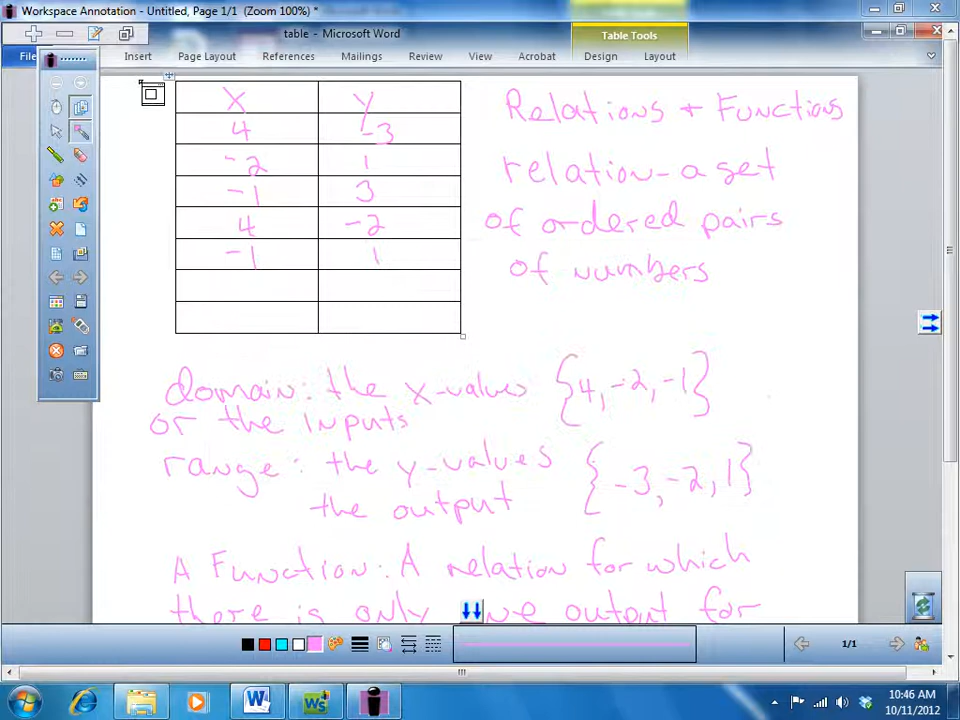 Workspace Annotation - Untitled, Page 1/1 (Zoom 100%) *
table - Microsoft Word
Table Tools
File Insert Page Layout References Mailings Review View Acrobat Design Layout
X Y
4 -3
-2 1
-1 3
4 -2
-1 1
Relations + Functions
relation - a set
of ordered pairs
of numbers
domain: the x-values {4, -2, -1}
or the inputs
range: the y-values {-3, -2, 1}
the output
A Function: A relation for which
there is only output for
1/1
10:46 AM
10/11/2012